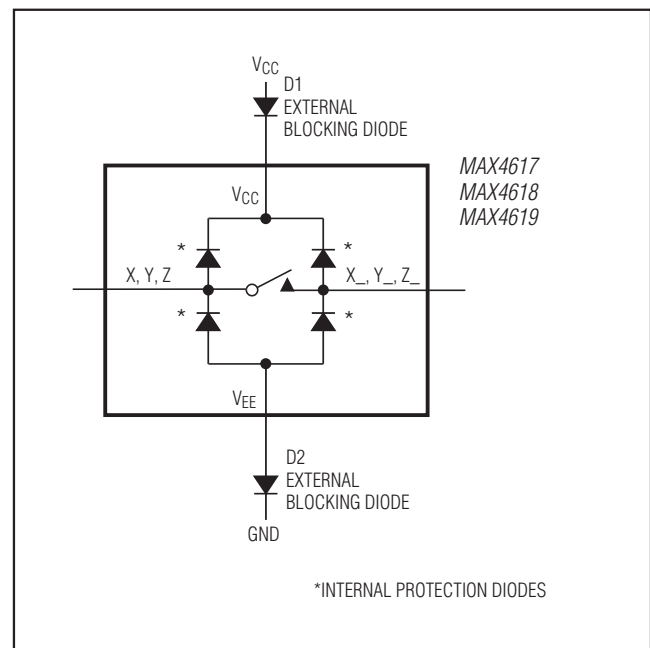 VCC
D1
EXTERNAL
BLOCKING DIODE
MAX4617
MAX4618
MAX4619
VCC
* *
X, Y, Z
X_, Y_, Z_
* *
VEE
D2
EXTERNAL
BLOCKING DIODE
GND
*INTERNAL PROTECTION DIODES